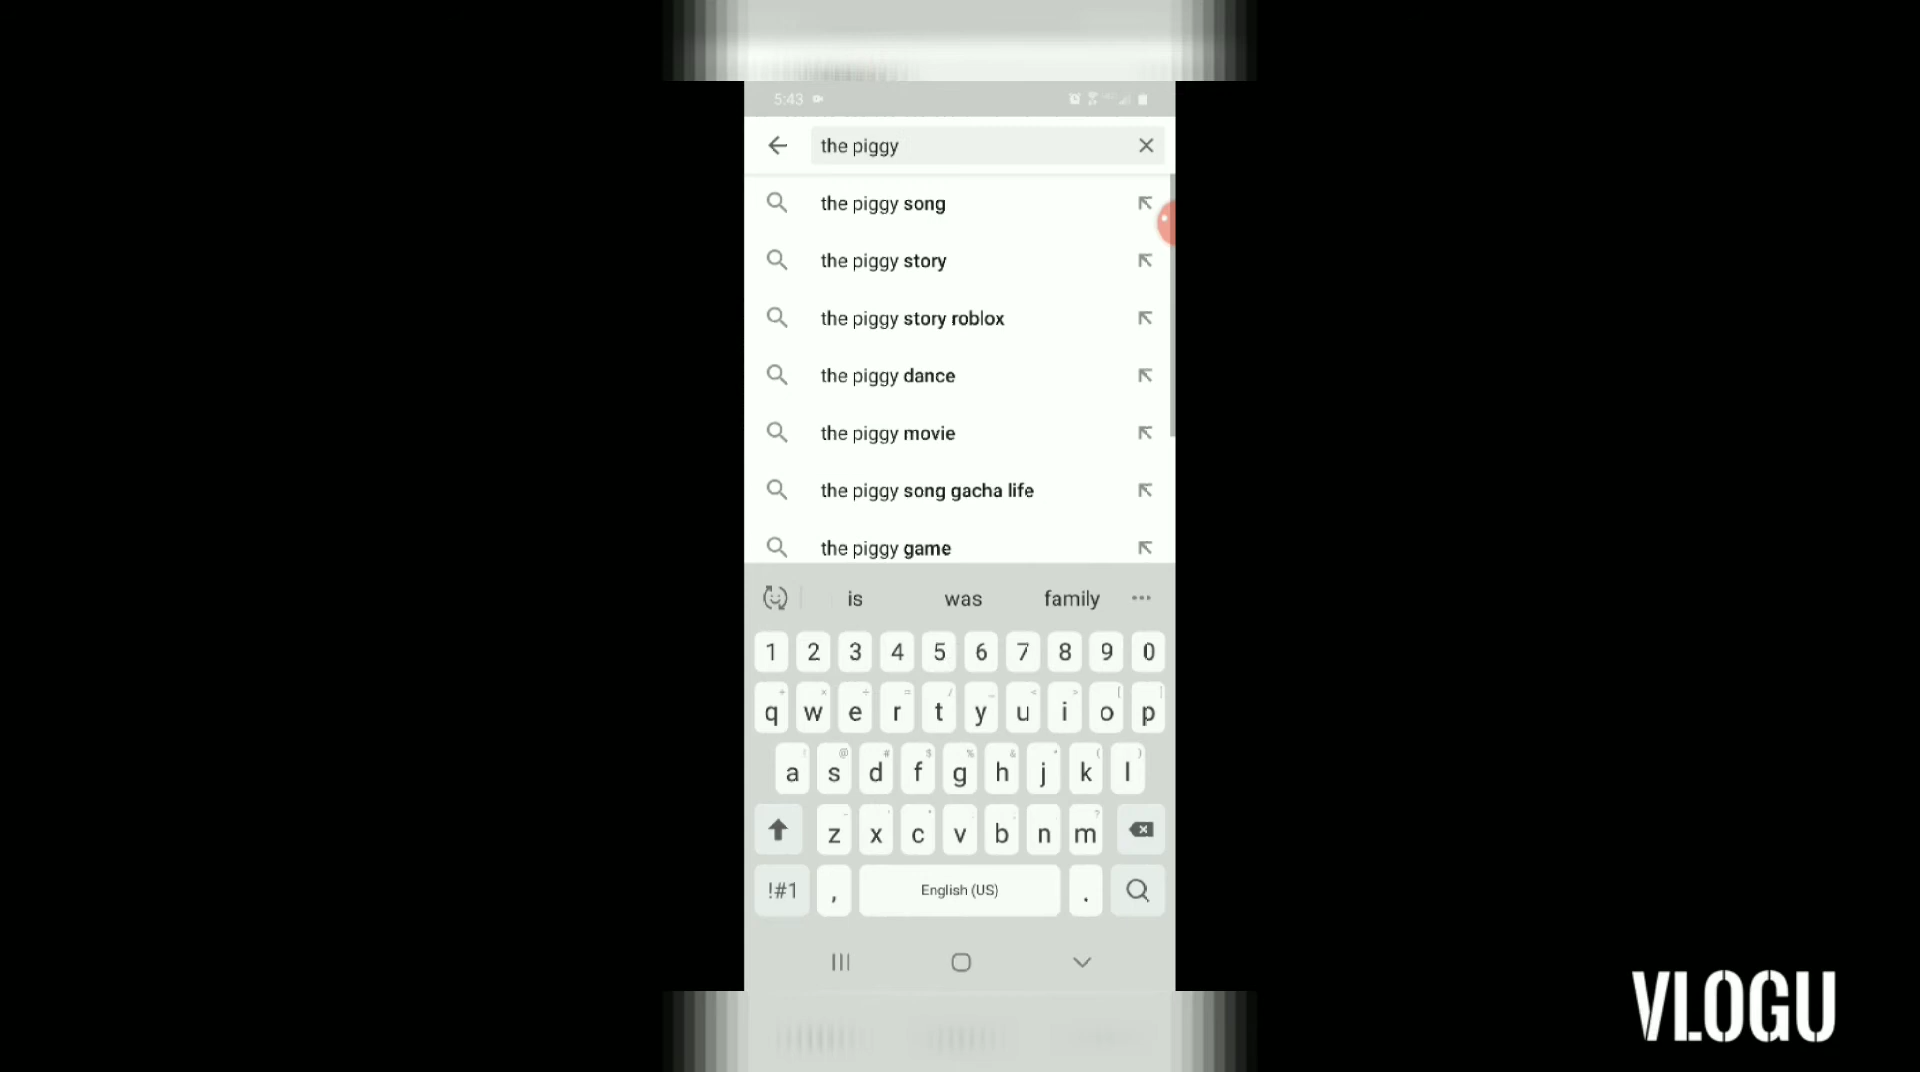 5:43
the piggy
the piggy song
the piggy story
the piggy story roblox
the piggy dance
the piggy movie
the piggy song gacha life
the piggy game
is was family
1 2 3 4 5 6 7 8 9 0
q w e r t y u i o p
a s d f g h j k l
z x c v b n m
!#1 , English (US) .
VLOGU